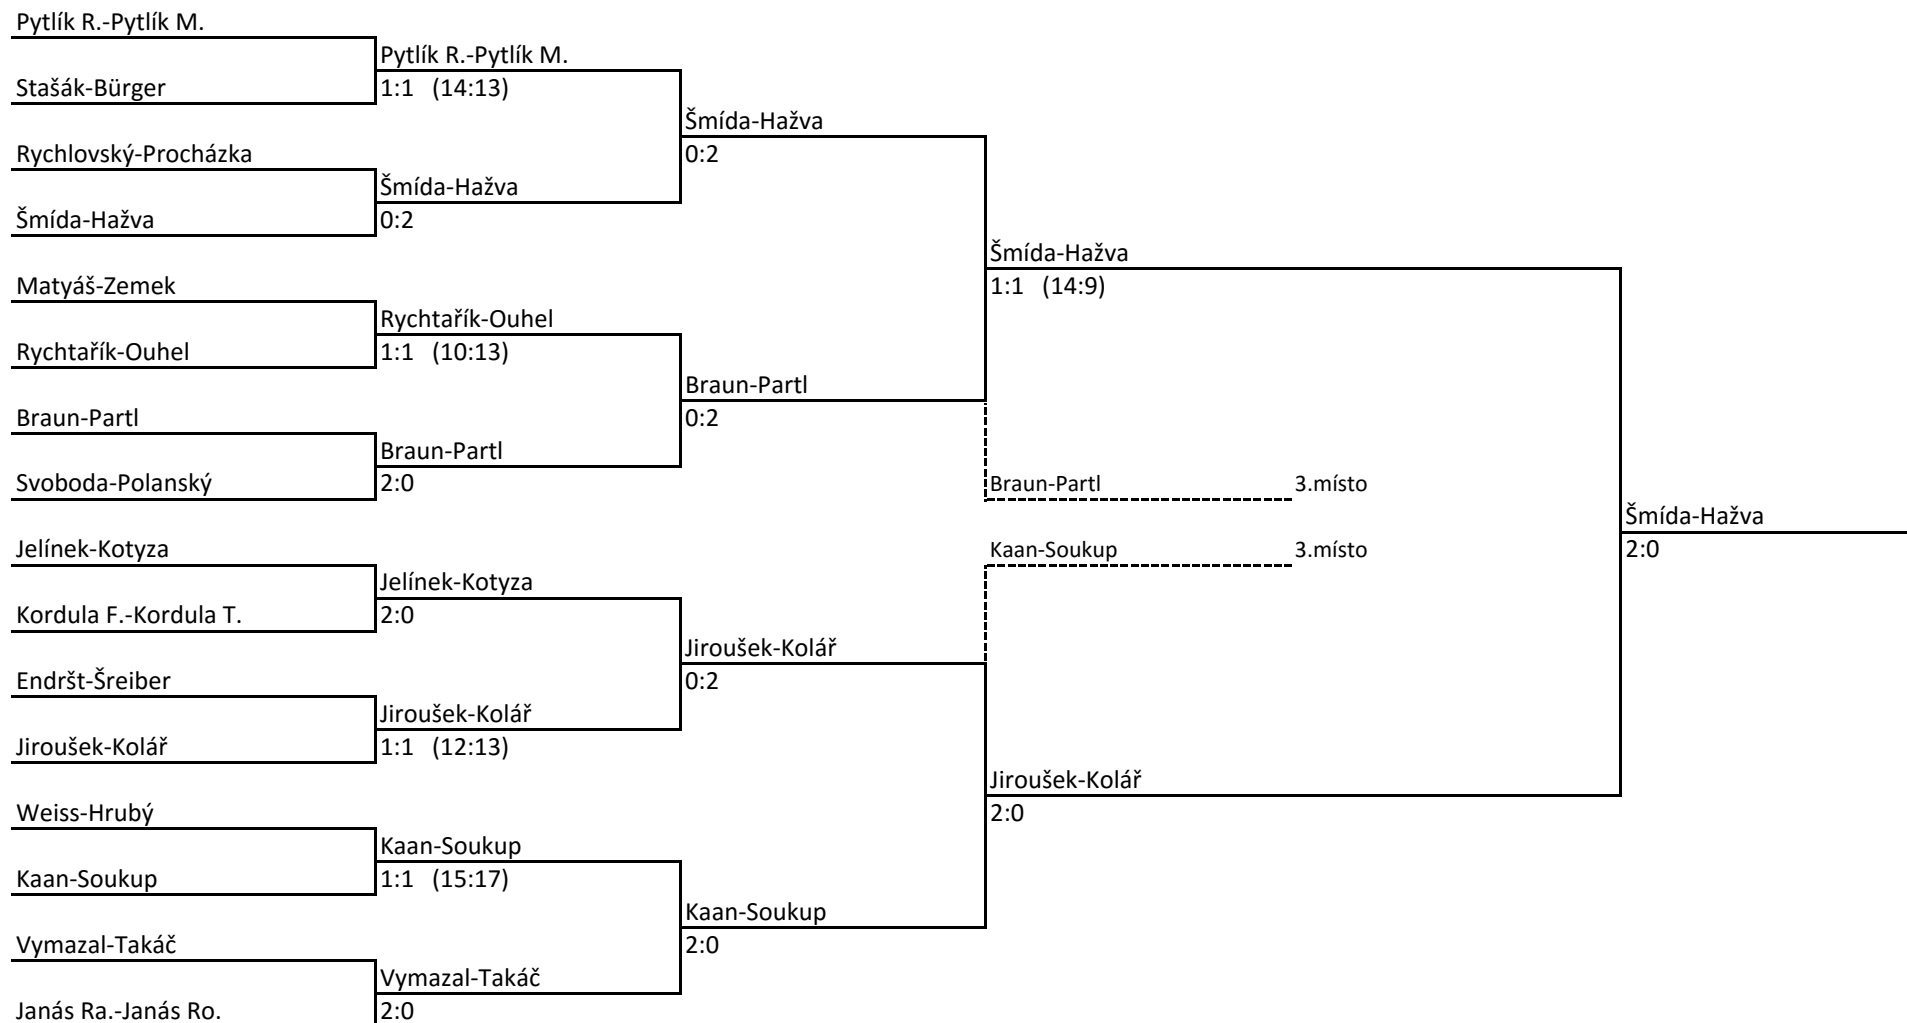 Pytlík R.-Pytlík M.
Pytlík R.-Pytlík M.
Stašák-Bürger
1:1 (14:13)
Šmída-Hažva
Rychlovský-Procházka
0:2
Šmída-Hažva
Šmída-Hažva
0:2
Šmída-Hažva
Matyáš-Zemek
1:1 (14:9)
Rychtařík-Ouhel
Rychtařík-Ouhel
1:1 (10:13)
Braun-Partl
Braun-Partl
0:2
Braun-Partl
Svoboda-Polanský
2:0
Braun-Partl
3.místo
Šmída-Hažva
Jelínek-Kotyza
Kaan-Soukup
3.místo
2:0
Jelínek-Kotyza
Kordula F.-Kordula T.
2:0
Jiroušek-Kolář
Endršt-Šreiber
0:2
Jiroušek-Kolář
Jiroušek-Kolář
1:1 (12:13)
Jiroušek-Kolář
Weiss-Hrubý
2:0
Kaan-Soukup
Kaan-Soukup
1:1 (15:17)
Kaan-Soukup
Vymazal-Takáč
2:0
Vymazal-Takáč
Janás Ra.-Janás Ro.
2:0